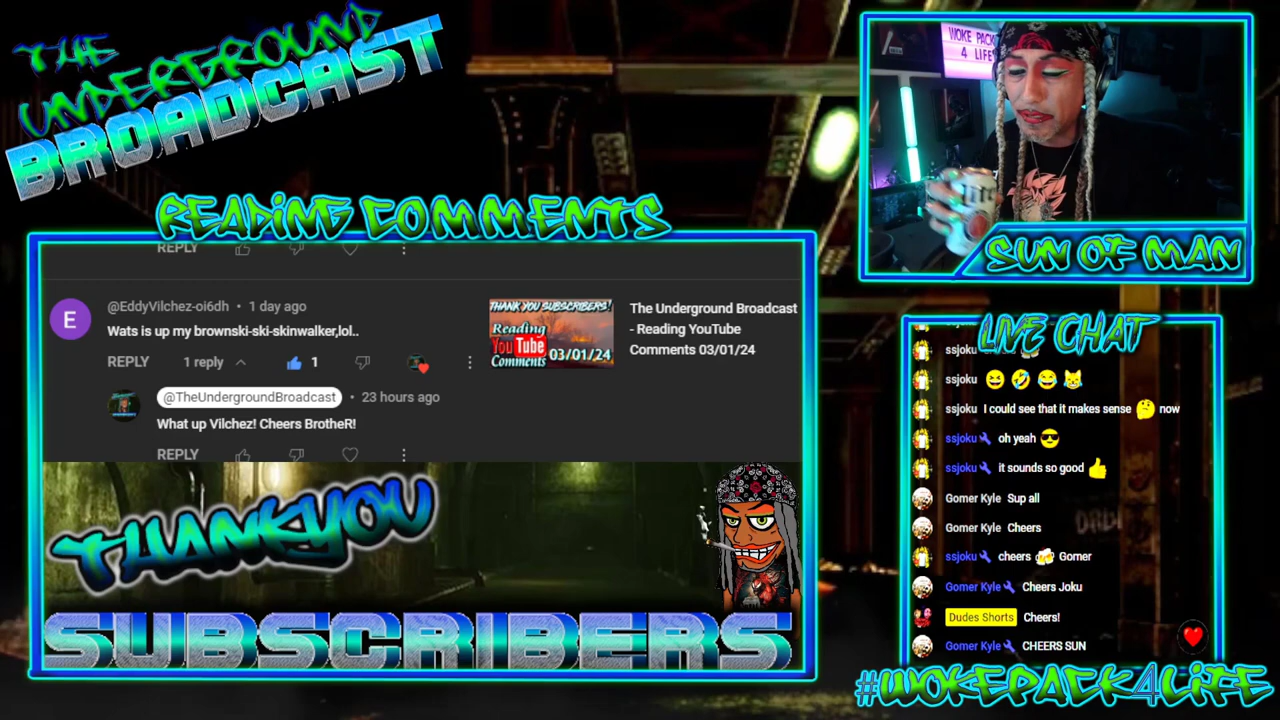 THE
UNDERGROUND
BROADCAST
READING COMMENTS
REPLY
@EddyVilchez-oi6dh • 1 day ago
Wats is up my brownski-ski-skinwalker,lol..
REPLY 1 reply 1
@TheUndergroundBroadcast • 23 hours ago
What up Vilchez! Cheers BrotheR!
REPLY
THANK YOU SUBSCRIBERS!
Reading
YouTube
Comments 03/01/24
The Underground Broadcast
- Reading YouTube
Comments 03/01/24
THANKYOU
SUBSCRIBERS
WOKE PACK
4 LIFE
SUN OF MAN
LIVE CHAT
ssjoku
ssjoku 😆 🤣 😂 😹
ssjoku I could see that it makes sense 🤔 now
ssjoku oh yeah 😎
ssjoku it sounds so good 👍
Gomer Kyle Sup all
Gomer Kyle Cheers
ssjoku cheers 🍻 Gomer
Gomer Kyle Cheers Joku
Dudes Shorts Cheers!
Gomer Kyle CHEERS SUN
#WOKEPACK4LIFE